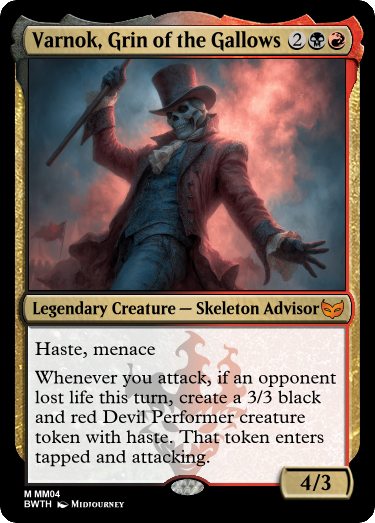 Varnok, Grin of the Gallows 2
Legendary Creature — Skeleton Advisor
Haste, menace
Whenever you attack, if an opponent
lost life this turn, create a 3/3 black
and red Devil Performer creature
token with haste. That token enters
tapped and attacking.
4/3
M MM04
BWTH Midjourney